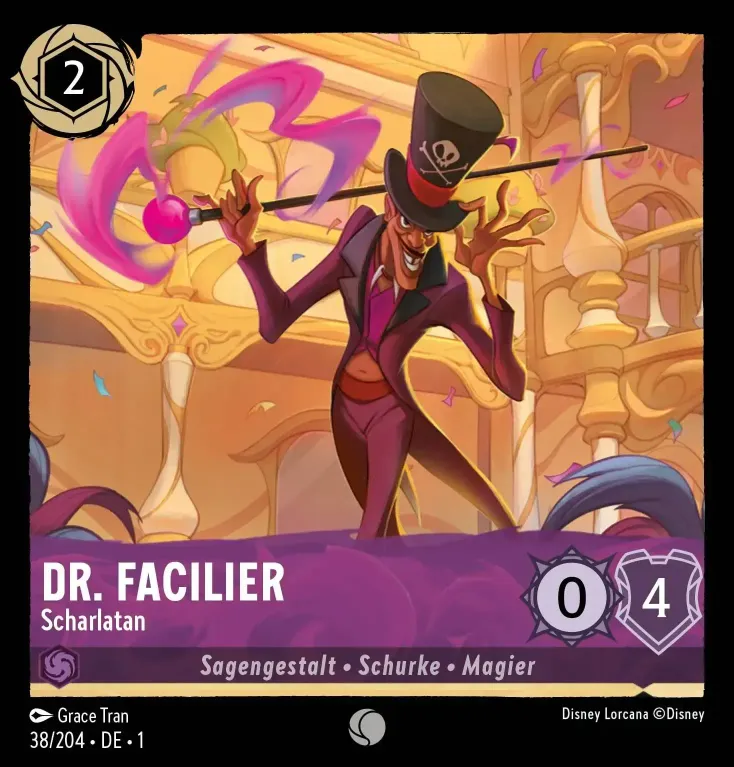 2
DR. FACILIER
Scharlatan
0
4
Sagengestalt • Schurke • Magier
Grace Tran
Disney Lorcana ©Disney
38/204 • DE • 1